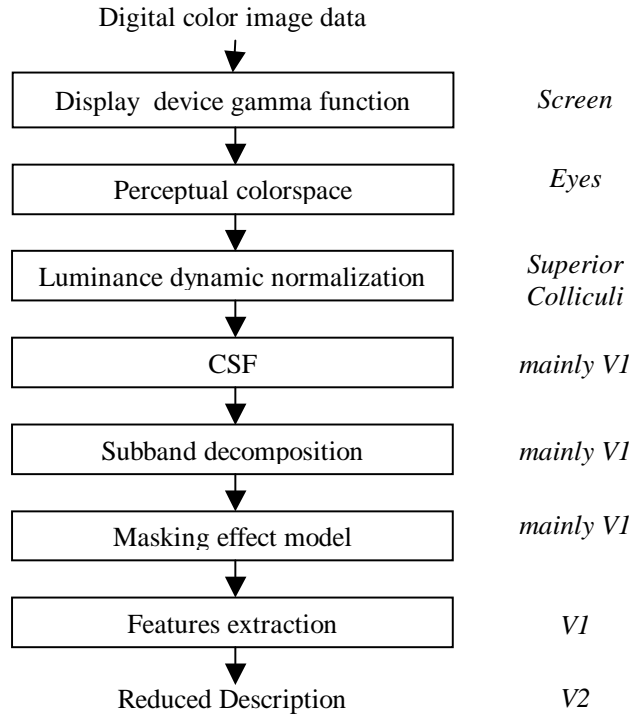 Digital color image data
Display device gamma function
Screen
Perceptual colorspace
Eyes
Luminance dynamic normalization
Superior
Colliculi
CSF
mainly V1
Subband decomposition
mainly V1
Masking effect model
mainly V1
Features extraction
V1
Reduced Description
V2